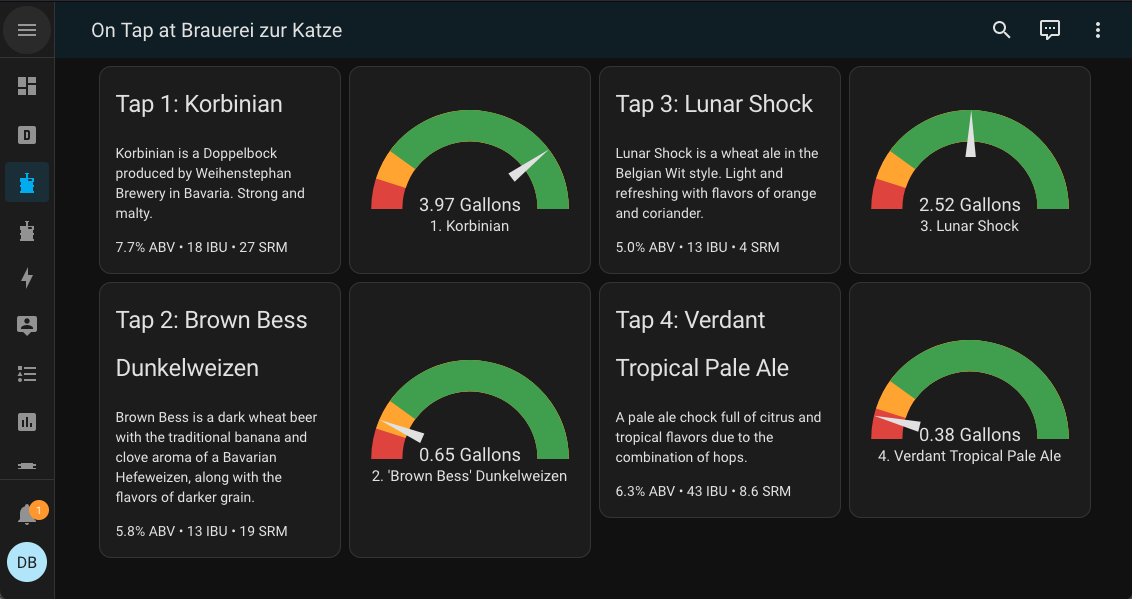 On Tap at Brauerei zur Katze
Tap 1: Korbinian
Korbinian is a Doppelbock
produced by Weihenstephan
Brewery in Bavaria. Strong and
malty.
7.7% ABV • 18 IBU • 27 SRM
3.97 Gallons
1. Korbinian
Tap 3: Lunar Shock
Lunar Shock is a wheat ale in the
Belgian Wit style. Light and
refreshing with flavors of orange
and coriander.
5.0% ABV • 13 IBU • 4 SRM
2.52 Gallons
3. Lunar Shock
Tap 2: Brown Bess
Dunkelweizen
Brown Bess is a dark wheat beer
with the traditional banana and
clove aroma of a Bavarian
Hefeweizen, along with the
flavors of darker grain.
5.8% ABV • 13 IBU • 19 SRM
0.65 Gallons
2. 'Brown Bess' Dunkelweizen
Tap 4: Verdant
Tropical Pale Ale
A pale ale chock full of citrus and
tropical flavors due to the
combination of hops.
6.3% ABV • 43 IBU • 8.6 SRM
0.38 Gallons
4. Verdant Tropical Pale Ale
D
1
DB